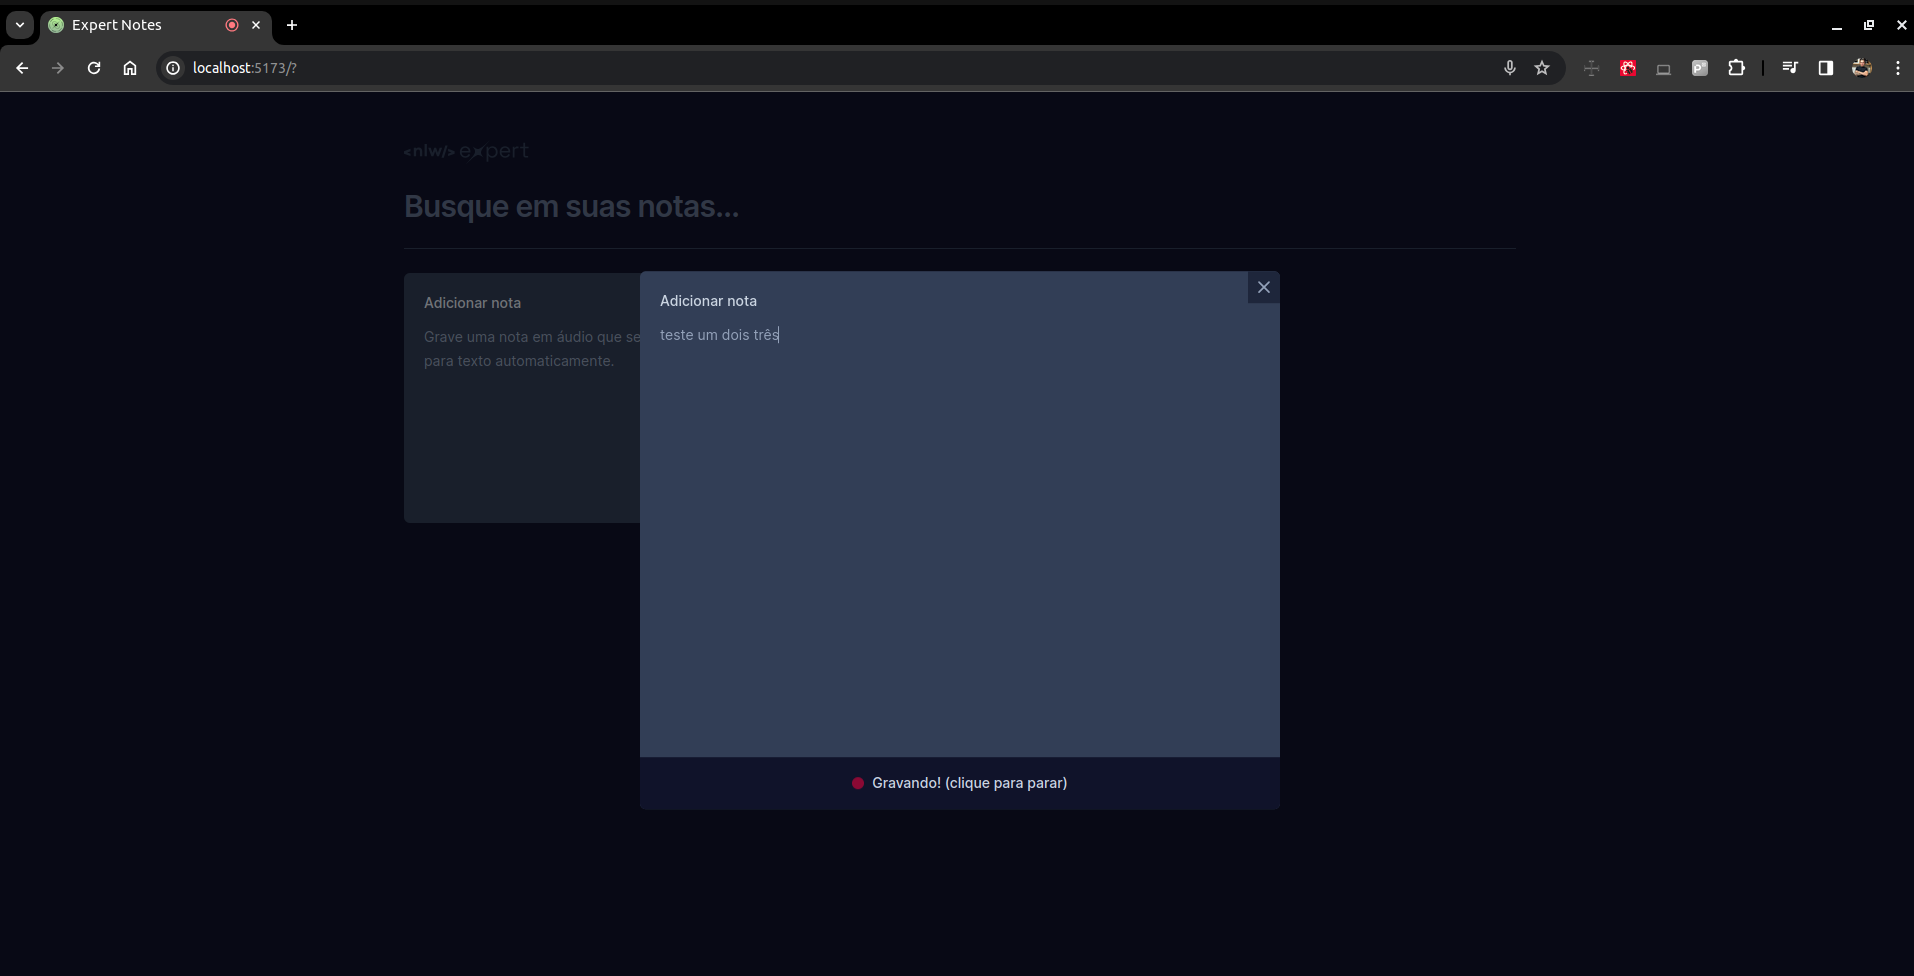 Expert Notes
localhost:5173/?
<nlw/> expert
Busque em suas notas...
Adicionar nota
Grave uma nota em áudio que se
para texto automaticamente.
Adicionar nota
teste um dois três
Gravando! (clique para parar)